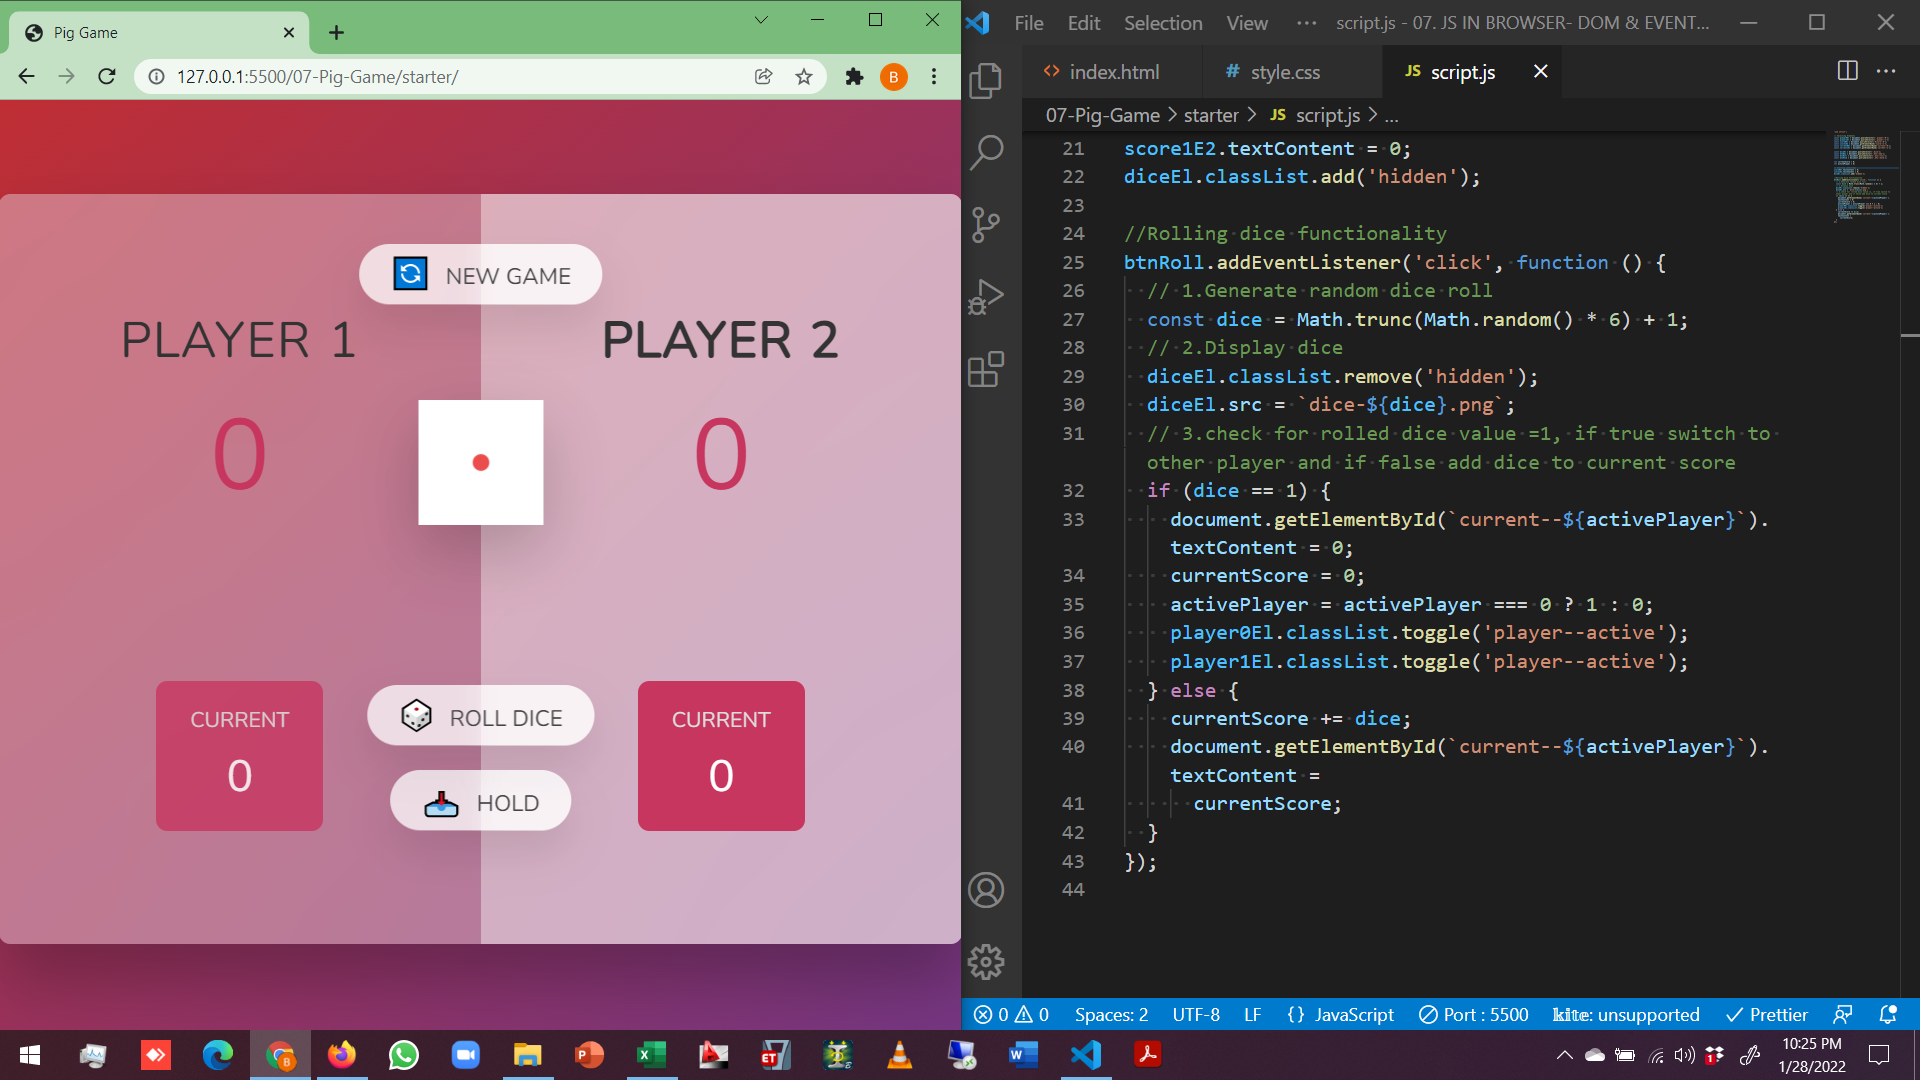 Pig Game
127.0.0.1:5500/07-Pig-Game/starter/
B
NEW GAME
PLAYER 1
PLAYER 2
0
0
CURRENT
0
ROLL DICE
HOLD
CURRENT
0
File Edit Selection View ··· script.js - 07. JS IN BROWSER- DOM & EVENT...
<> index.html
# style.css
JS script.js
07-Pig-Game > starter > JS script.js > ...
21 score1E2.textContent = 0;
22 diceEl.classList.add('hidden');
23
24 //Rolling dice functionality
25 btnRoll.addEventListener('click', function () {
26 // 1.Generate random dice roll
27 const dice = Math.trunc(Math.random() * 6) + 1;
28 // 2.Display dice
29 diceEl.classList.remove('hidden');
30 diceEl.src = `dice-${dice}.png`;
31 // 3.check for rolled dice value =1, if true switch to
other player and if false add dice to current score
32 if (dice == 1) {
33 document.getElementById(`current--${activePlayer}`).
textContent = 0;
34 currentScore = 0;
35 activePlayer = activePlayer === 0 ? 1 : 0;
36 player0El.classList.toggle('player--active');
37 player1El.classList.toggle('player--active');
38 } else {
39 currentScore += dice;
40 document.getElementById(`current--${activePlayer}`).
textContent =
41 currentScore;
42 }
43 });
44
0 0 Spaces: 2 UTF-8 LF {} JavaScript Port : 5500 kite: unsupported Prettier
10:25 PM
1/28/2022